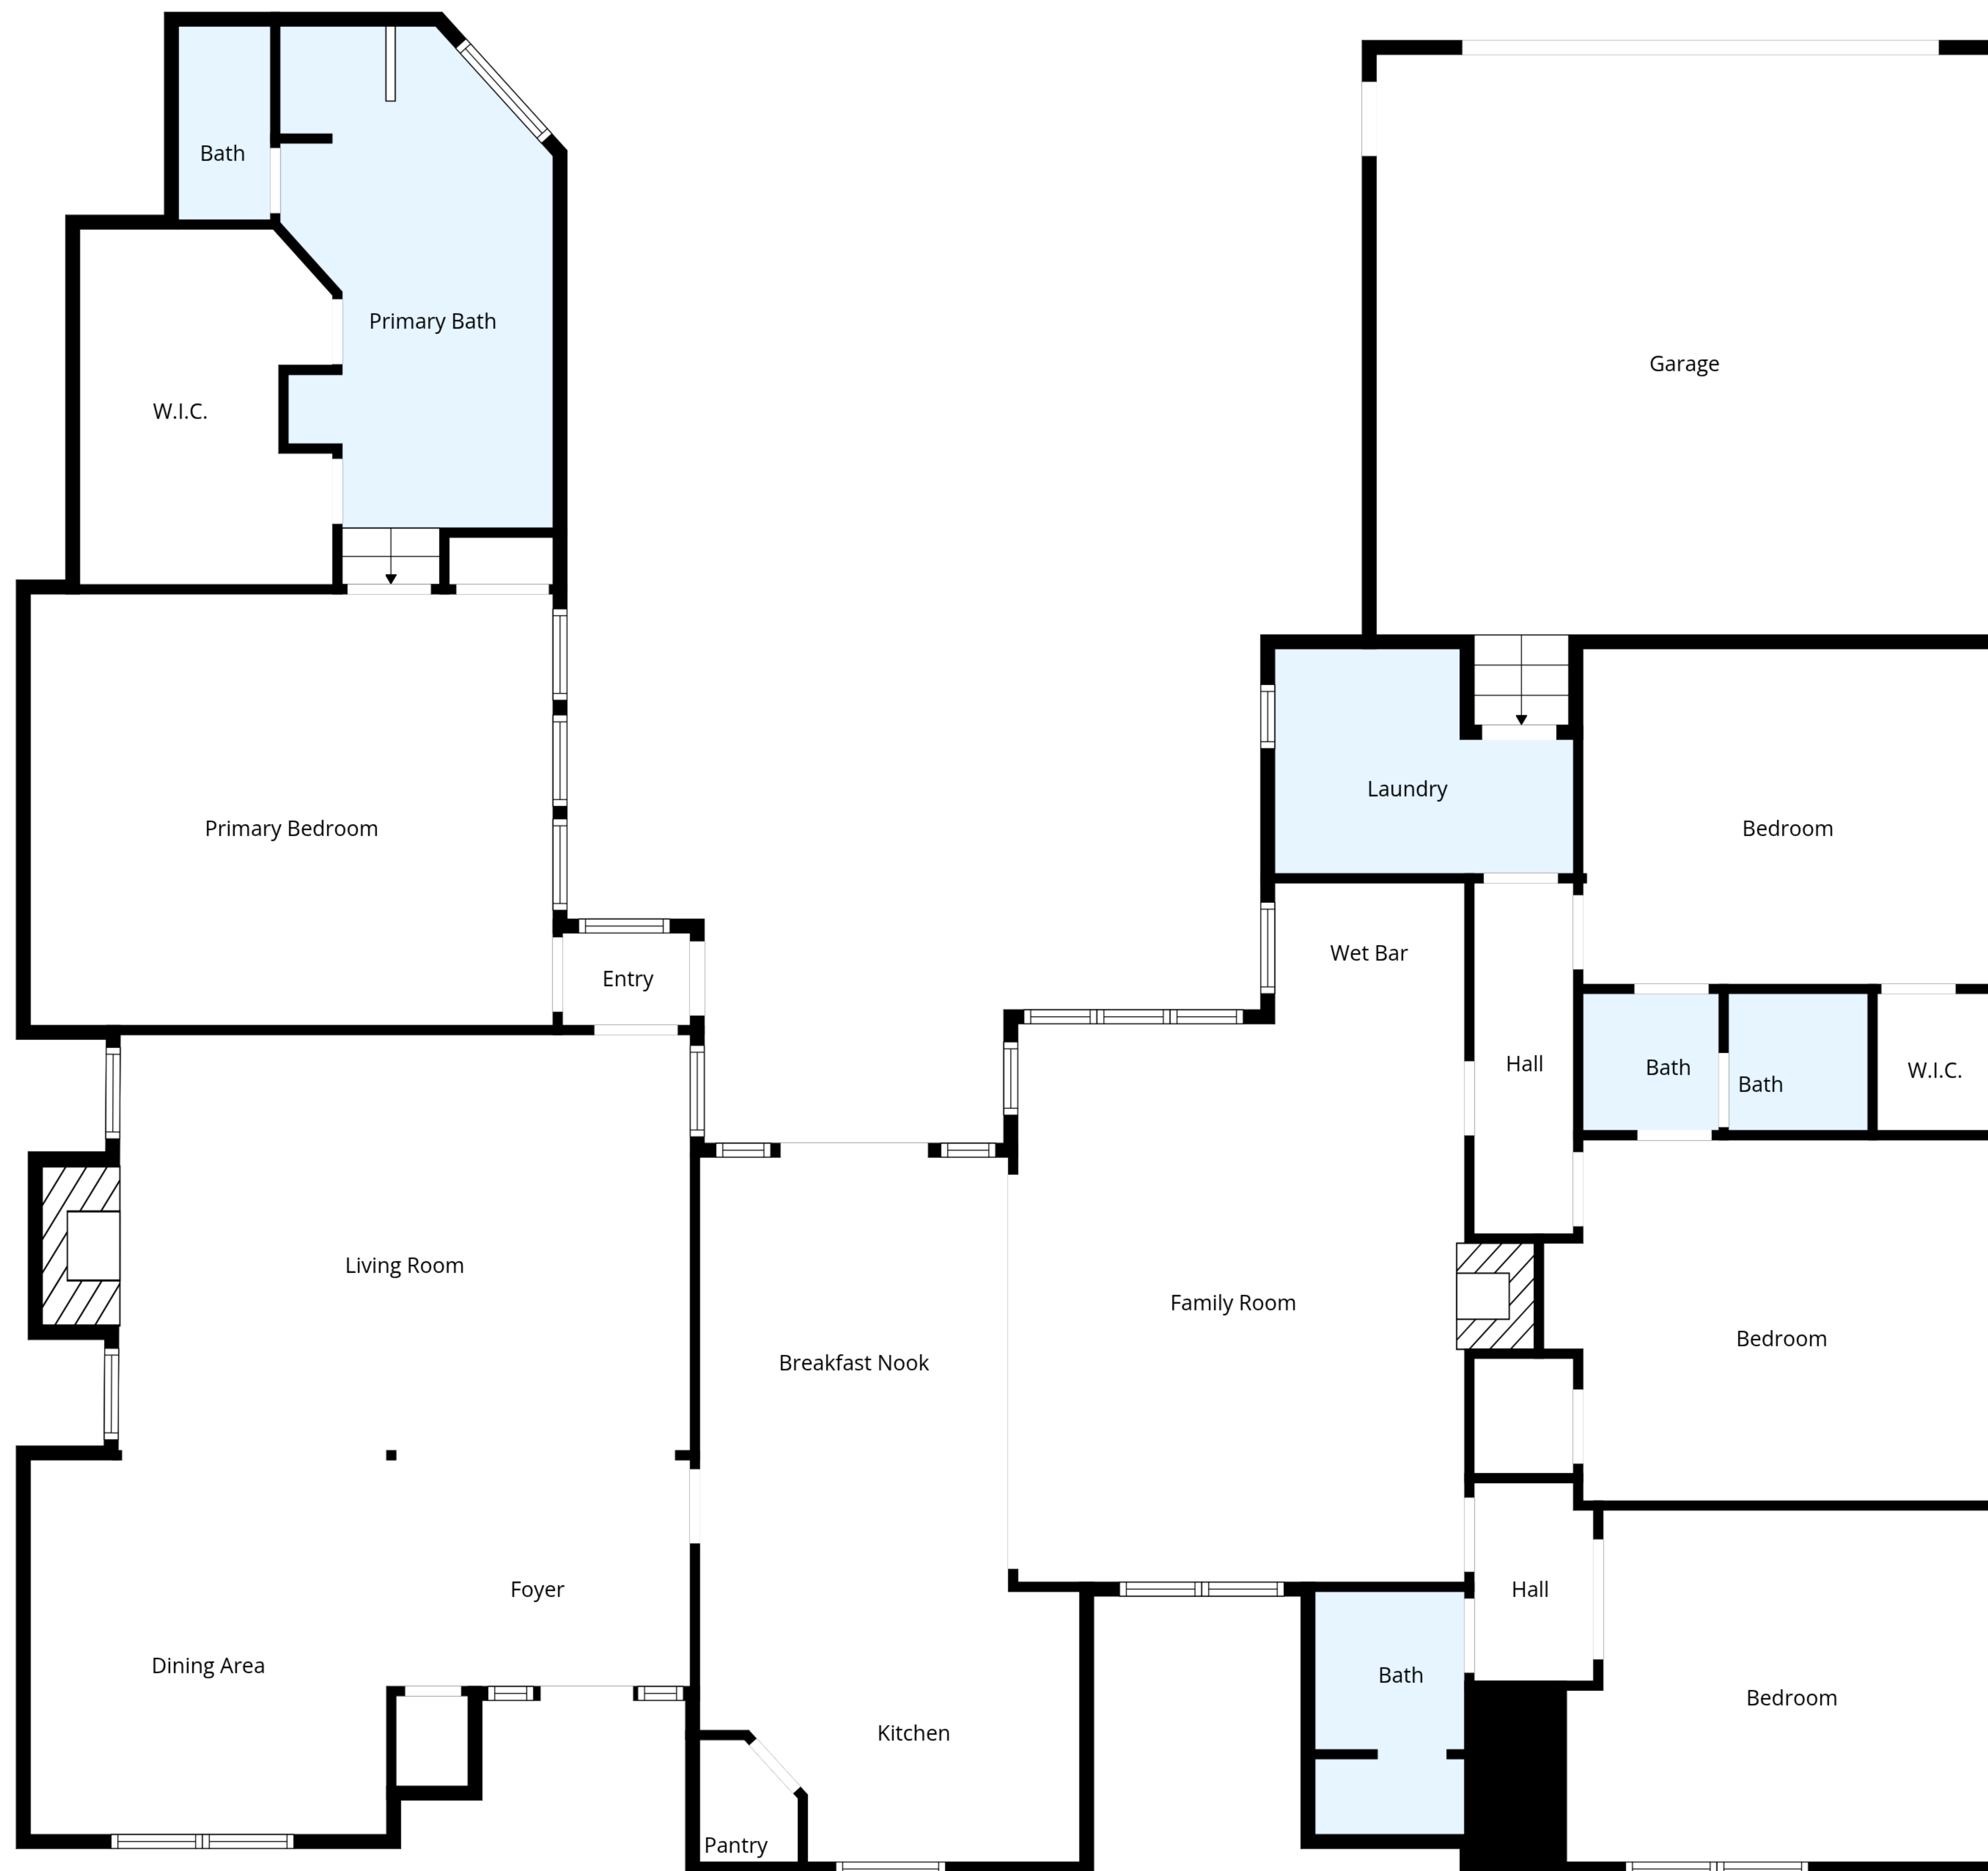 Bath
Primary Bath
Garage
W.I.C.
Laundry
Primary Bedroom
Bedroom
Wet Bar
Entry
Hall
Bath
Bath
W.I.C.
Living Room
Family Room
Bedroom
Breakfast Nook
Foyer
Hall
Dining Area
Bath
Bedroom
Kitchen
Pantry